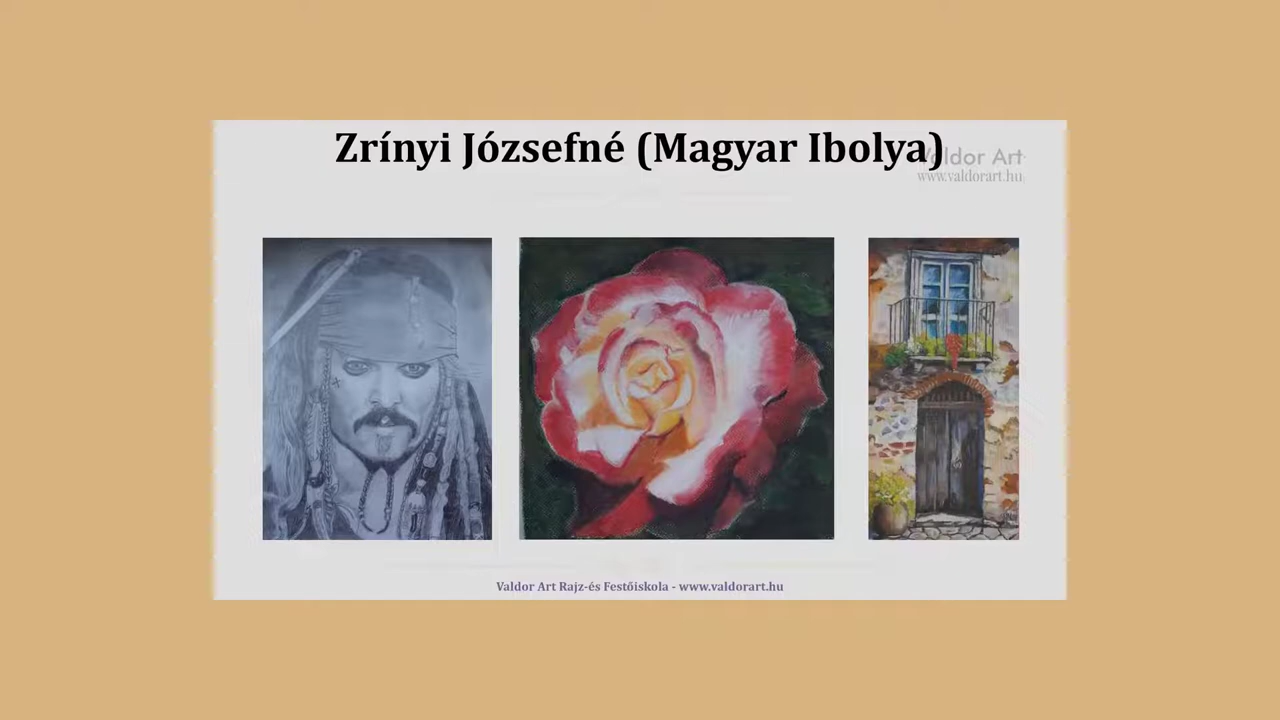 Zrínyi Józsefné (Magyar Ibolya)
Valdor Art
www.valdorart.hu
Valdor Art Rajz-és Festőiskola - www.valdorart.hu